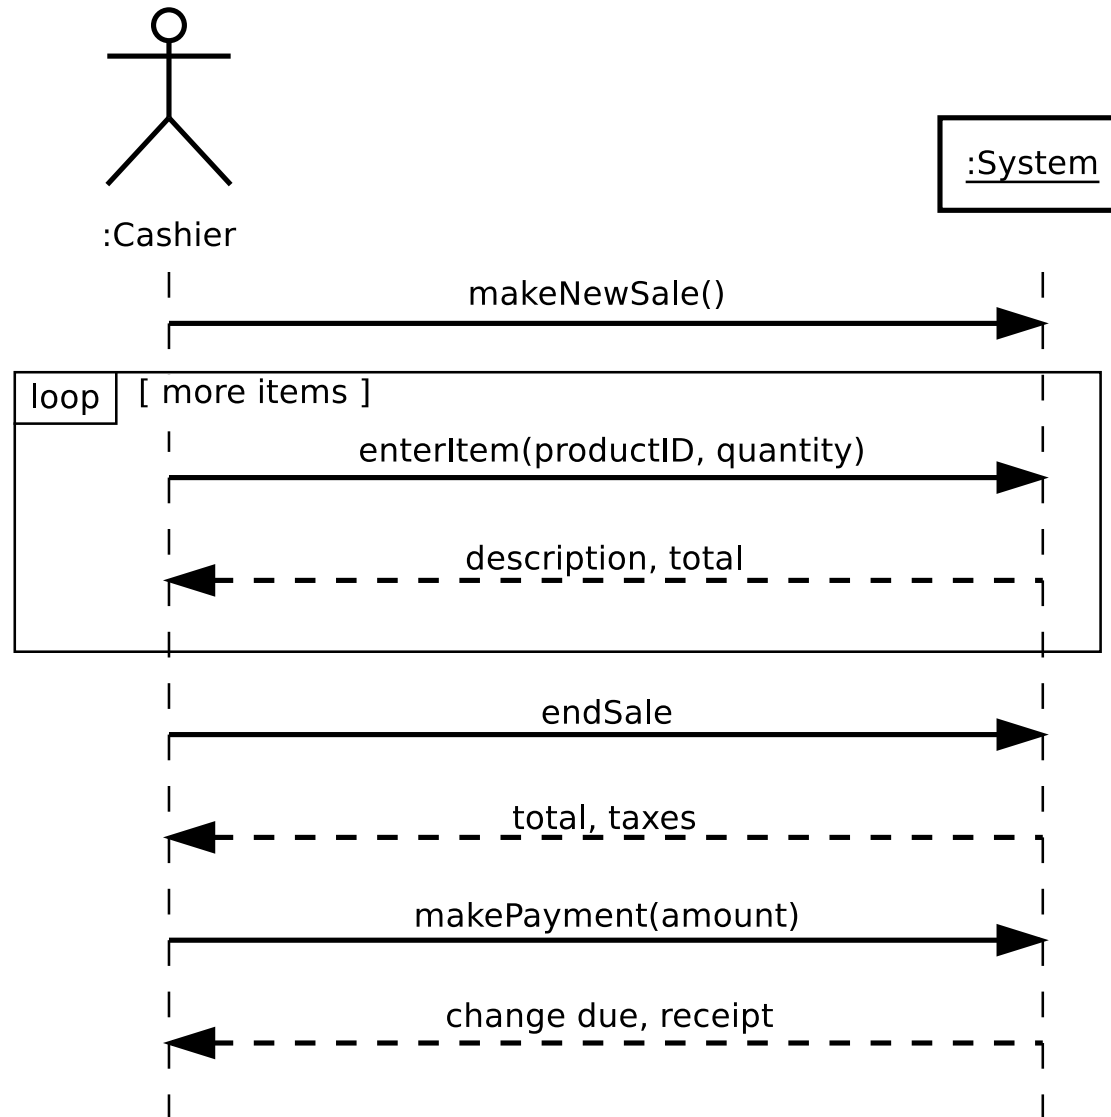 :System
:Cashier
makeNewSale()
loop
[ more items ]
enterItem(productID, quantity)
description, total
endSale
total, taxes
makePayment(amount)
change due, receipt